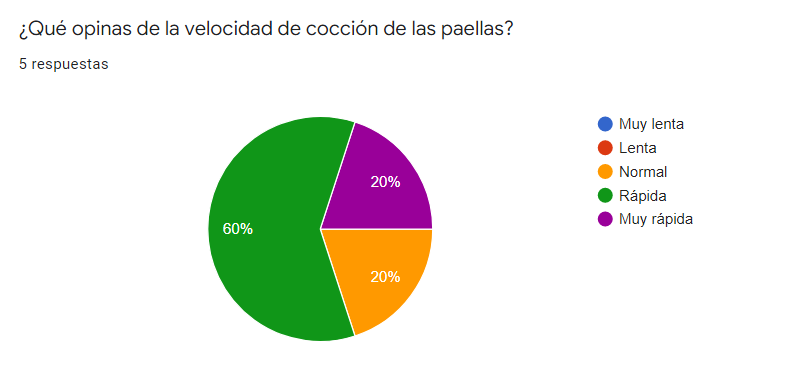 ¿Qué opinas de la velocidad de cocción de las paellas?
5 respuestas
20%
60%
20%
Muy lenta
Lenta
Normal
Rápida
Muy rápida